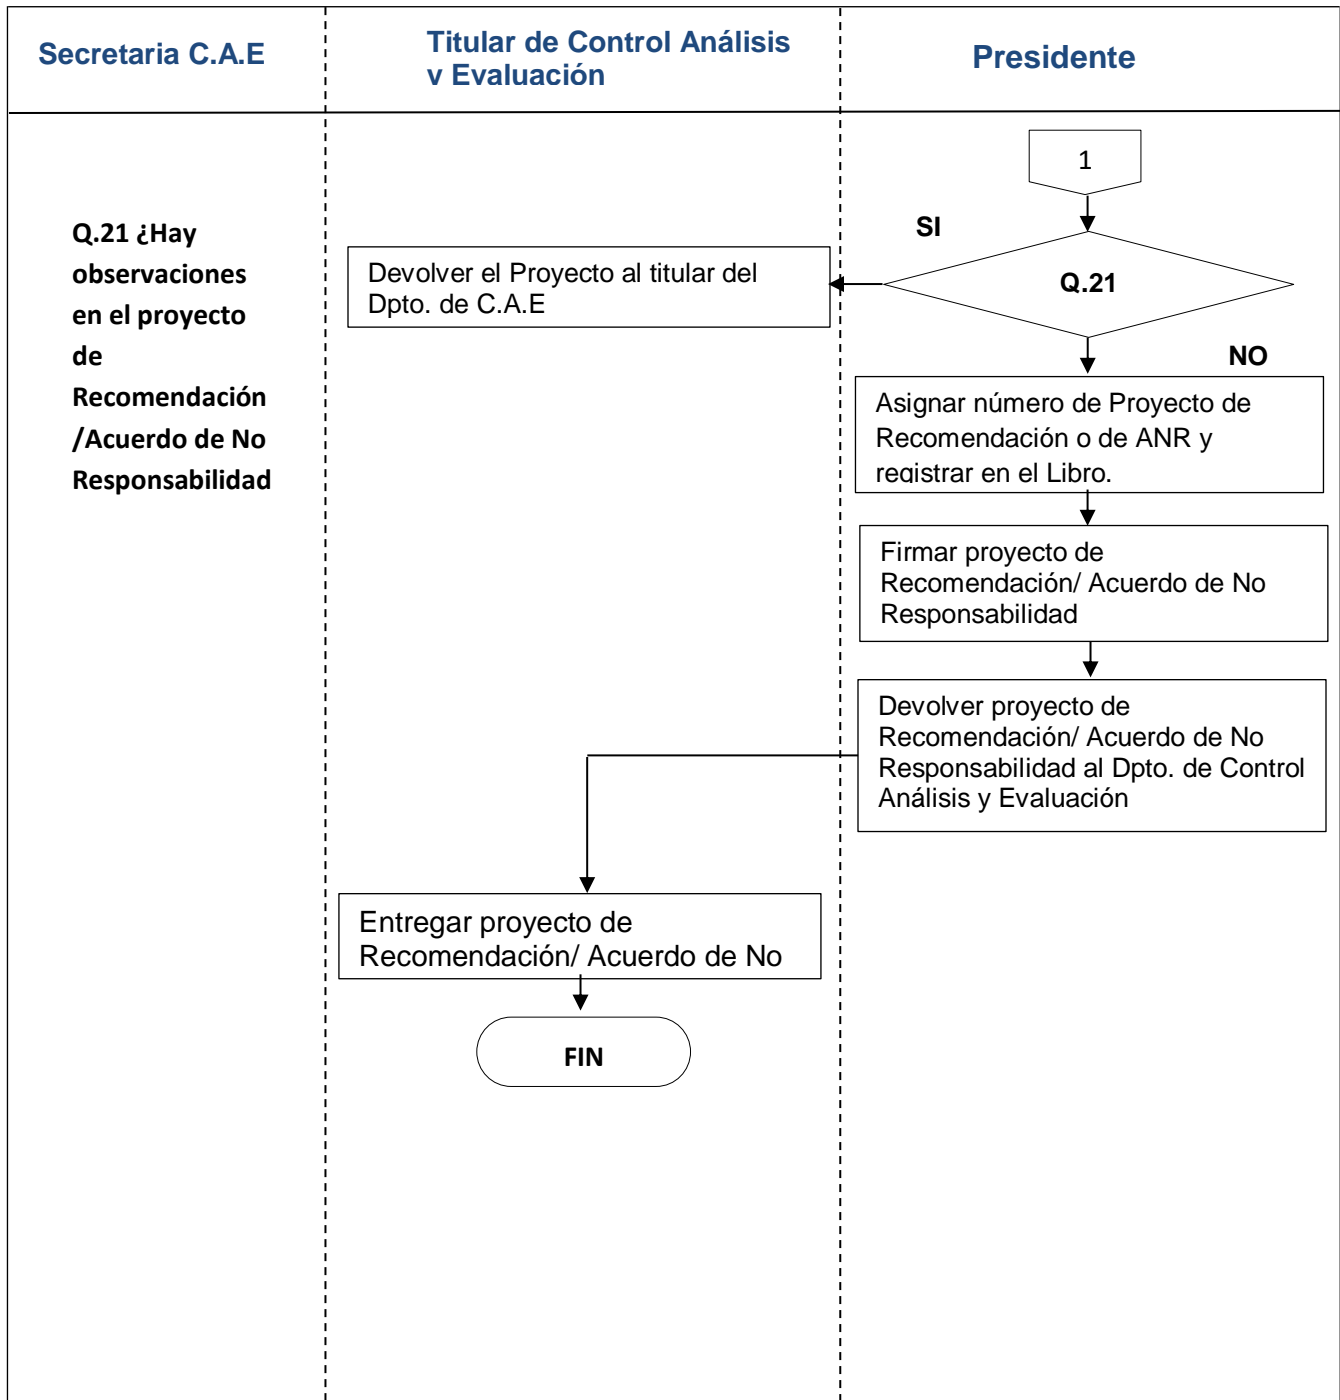 Secretaria C.A.E
Titular de Control Análisis
v Evaluación
Presidente
1
Q.21 ¿Hay
observaciones
en el proyecto
de
Recomendación
/Acuerdo de No
Responsabilidad
SI
Q.21
Devolver el Proyecto al titular del
Dpto. de C.A.E
NO
Asignar número de Proyecto de
Recomendación o de ANR y
registrar en el Libro.
Firmar proyecto de
Recomendación/ Acuerdo de No
Responsabilidad
Devolver proyecto de
Recomendación/ Acuerdo de No
Responsabilidad al Dpto. de Control
Análisis y Evaluación
Entregar proyecto de
Recomendación/ Acuerdo de No
FIN